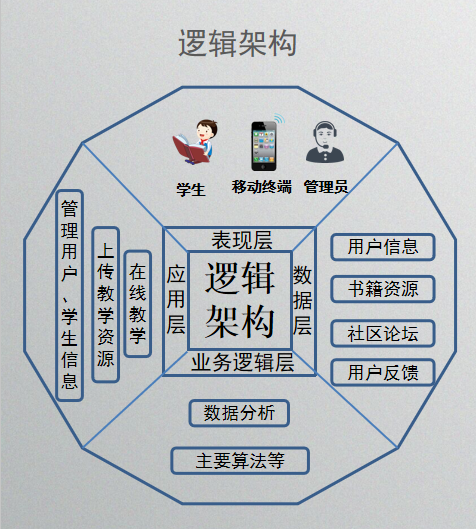 逻辑架构
学生
移动终端
管理员
表现层
应用层
逻辑
架构
数据层
业务逻辑层
管理用户、学生信息
上传教学资源
在线教学
用户信息
书籍资源
社区论坛
用户反馈
数据分析
主要算法等